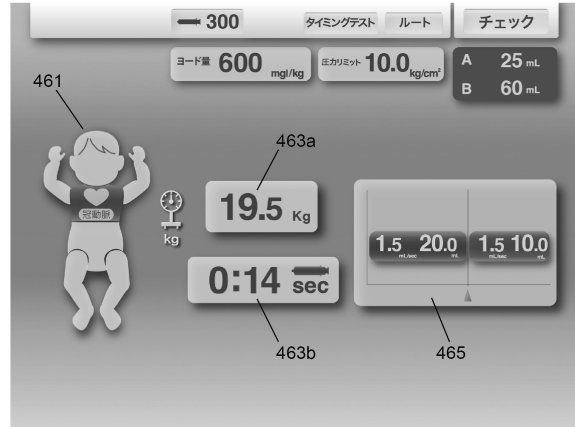 300 タイミングテスト ルート チェック
ヨード量 600 mgI/kg 圧力リミット 10.0 kg/cm² A 25 mL
B 60 mL
461
463a
冠動脈
kg
19.5 Kg
1.5 mL/sec 20.0 mL 1.5 mL/sec 10.0 mL
0:14 sec
463b
465